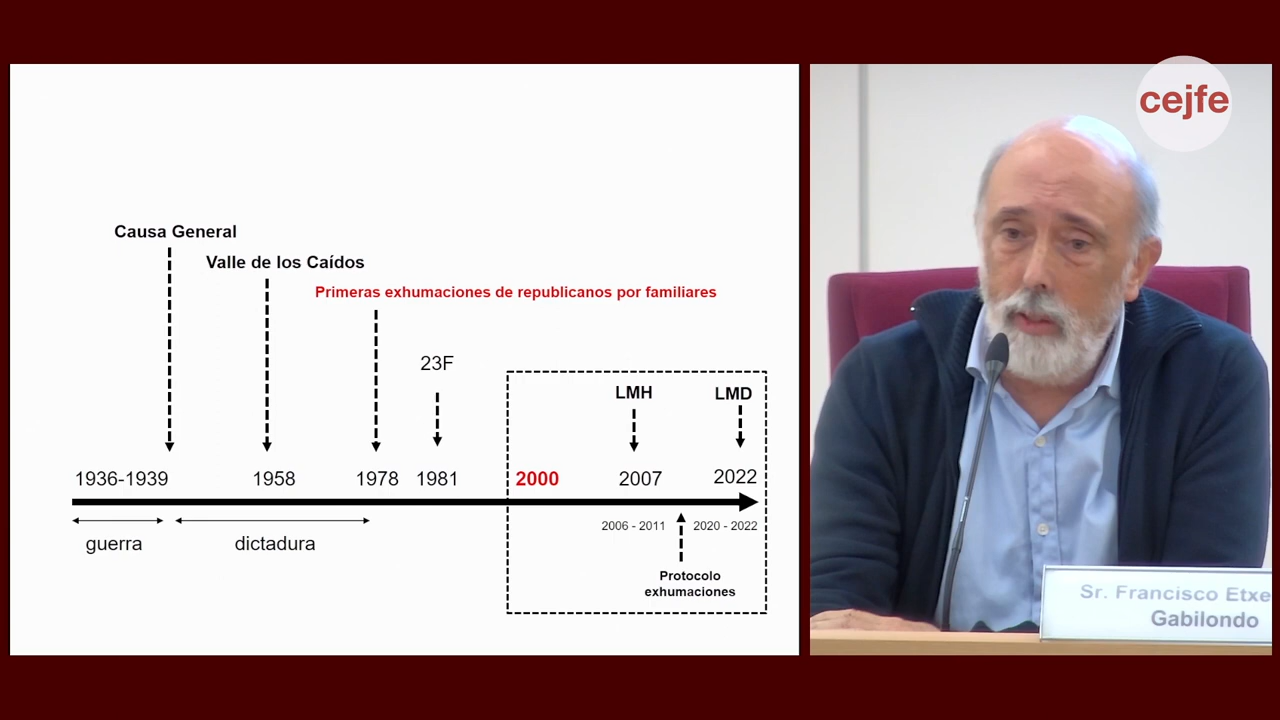 cejfe
Causa General
Valle de los Caídos
Primeras exhumaciones de republicanos por familiares
23F
LMH
LMD
1936-1939
1958
1978
1981
2000
2007
2022
2006 - 2011
2020 - 2022
guerra
dictadura
Protocolo
exhumaciones
Sr. Francisco Etxe
Gabilondo